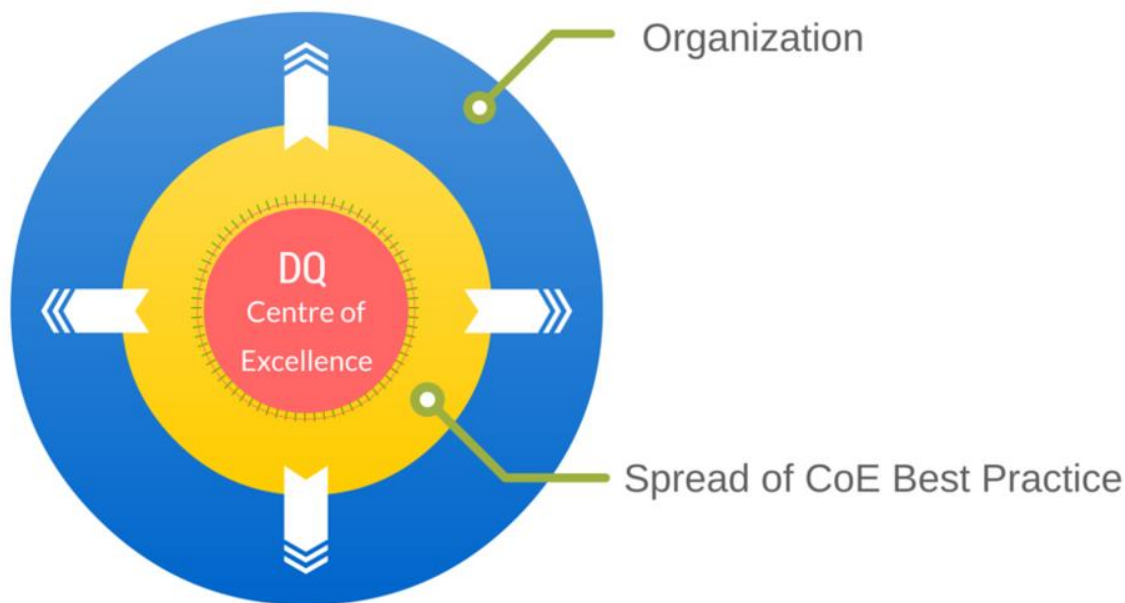 Organization
DQ
Centre of
Excellence
Spread of CoE Best Practice